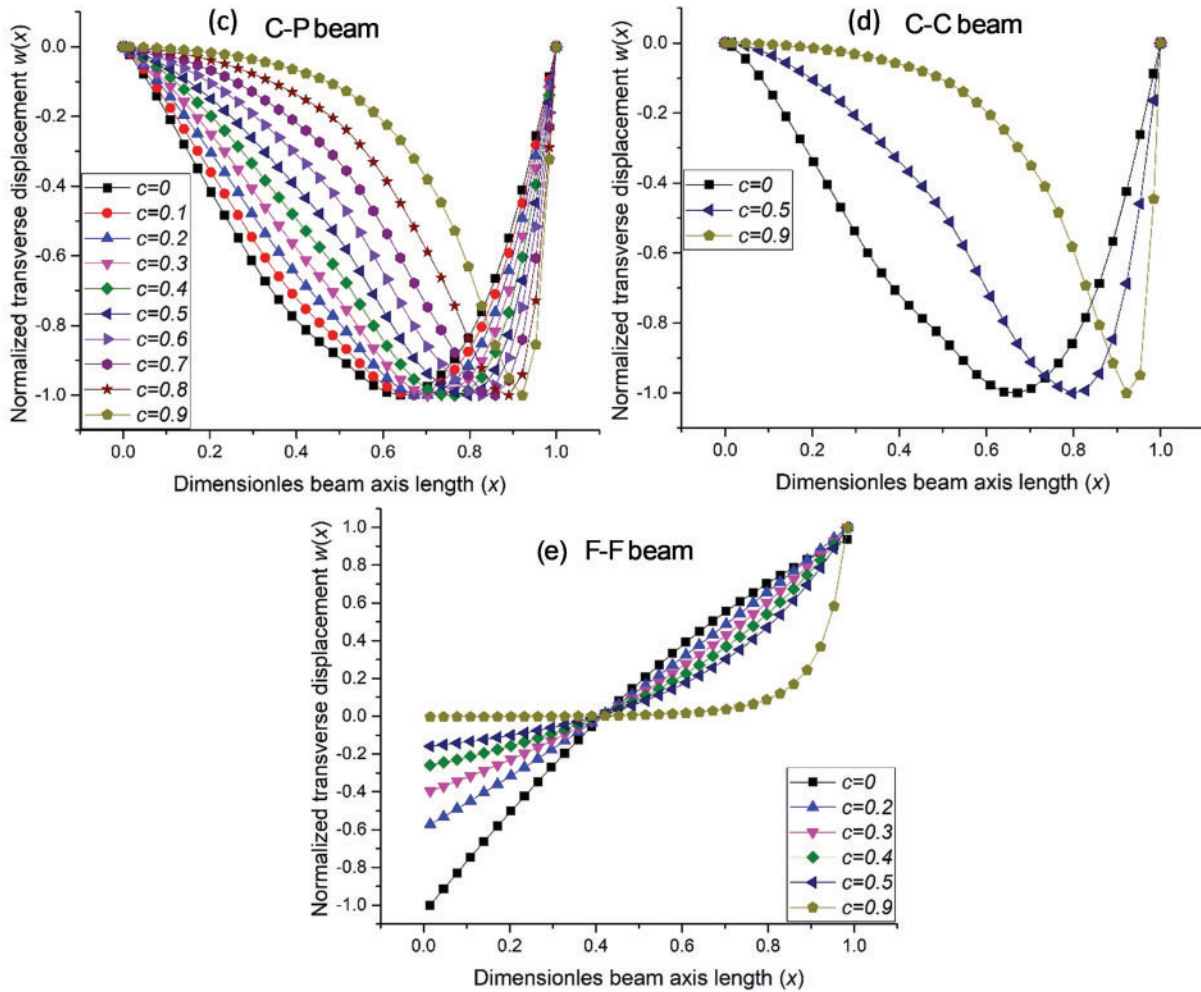 (c)
C-P beam
Normalized transverse displacement w(x)
0.0
-0.2
-0.4
-0.6
-0.8
-1.0
c=0
c=0.1
c=0.2
c=0.3
c=0.4
c=0.5
c=0.6
c=0.7
c=0.8
c=0.9
0.0 0.2 0.4 0.6 0.8 1.0
Dimensionles beam axis length (x)
(d)
C-C beam
Normalized transverse displacement w(x)
0.0
-0.2
-0.4
-0.6
-0.8
-1.0
c=0
c=0.5
c=0.9
0.0 0.2 0.4 0.6 0.8 1.0
Dimensionles beam axis length (x)
(e) F-F beam
Normalized transverse displacement w(x)
1.0
0.8
0.6
0.4
0.2
0.0
-0.2
-0.4
-0.6
-0.8
-1.0
c=0
c=0.2
c=0.3
c=0.4
c=0.5
c=0.9
0.0 0.2 0.4 0.6 0.8 1.0
Dimensionles beam axis length (x)